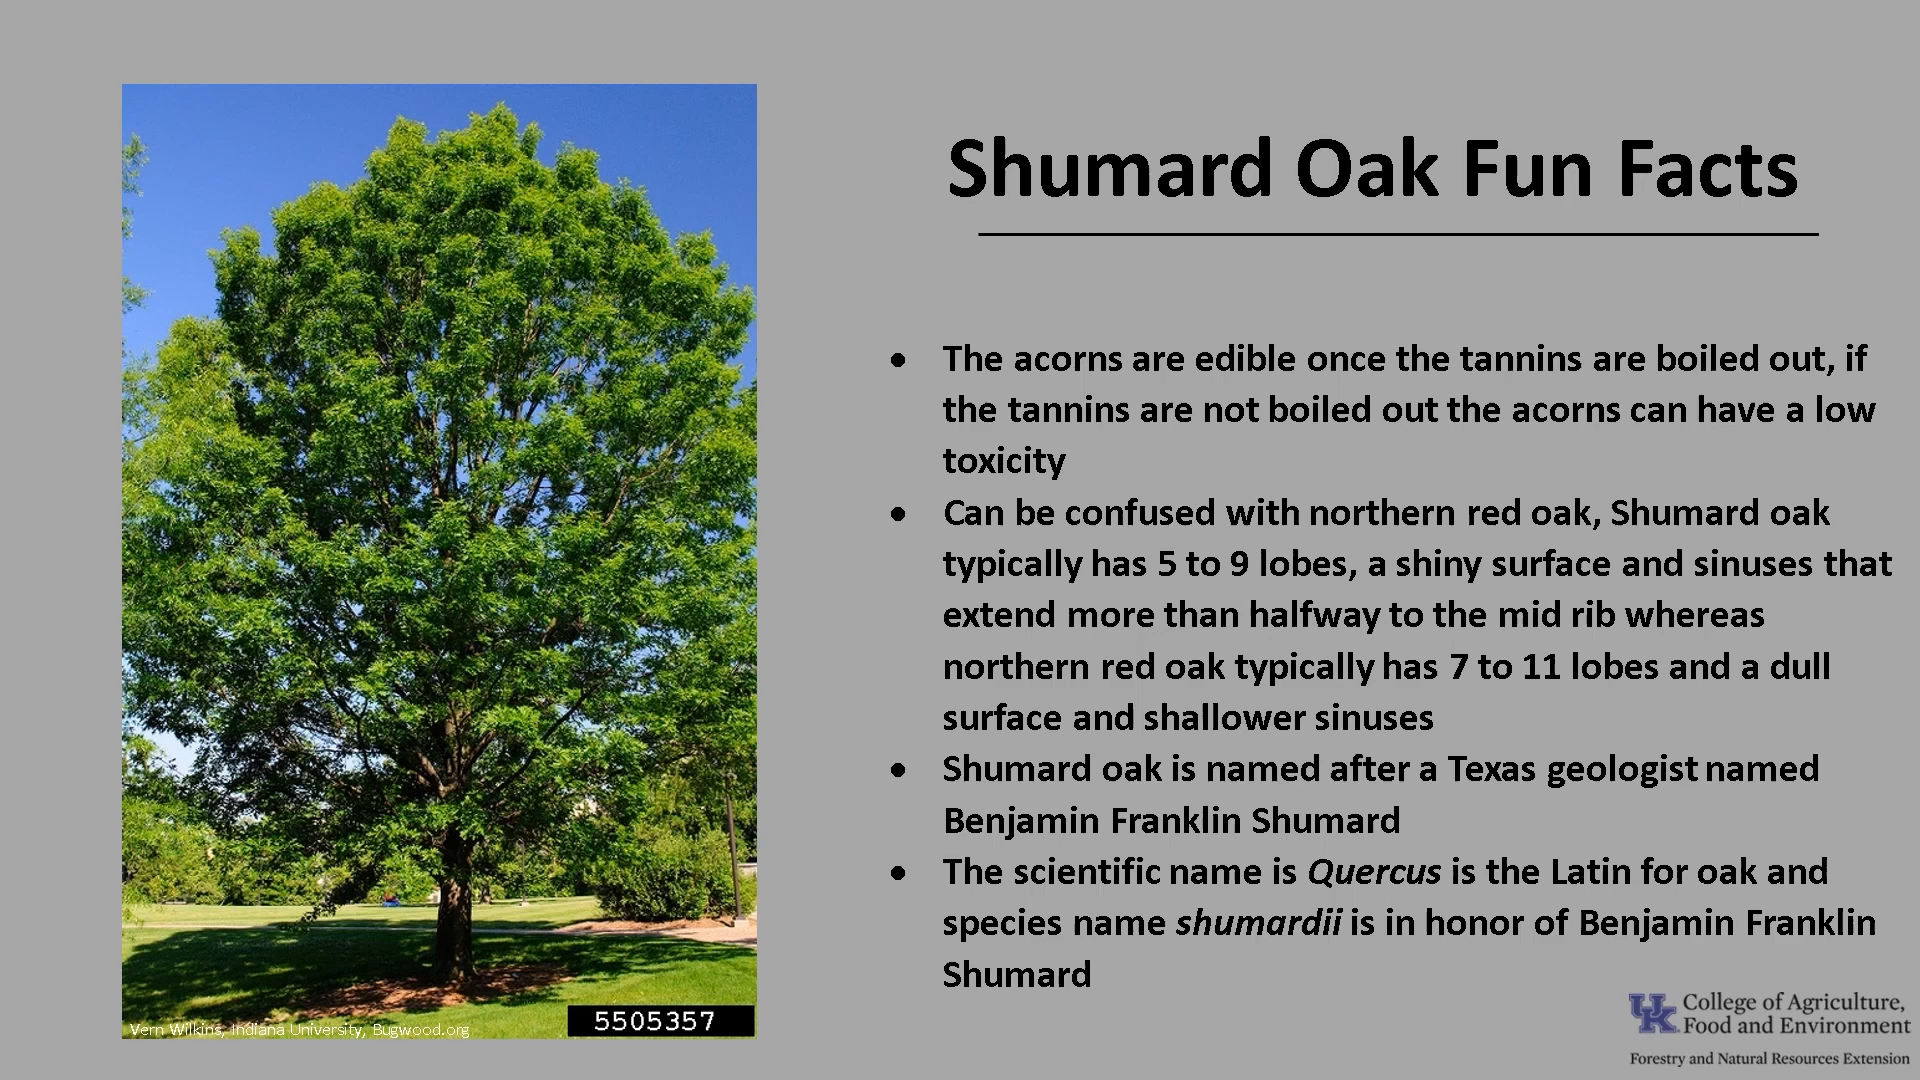 Shumard Oak Fun Facts
• The acorns are edible once the tannins are boiled out, if
the tannins are not boiled out the acorns can have a low
toxicity
• Can be confused with northern red oak, Shumard oak
typically has 5 to 9 lobes, a shiny surface and sinuses that
extend more than halfway to the mid rib whereas
northern red oak typically has 7 to 11 lobes and a dull
surface and shallower sinuses
• Shumard oak is named after a Texas geologist named
Benjamin Franklin Shumard
• The scientific name is Quercus is the Latin for oak and
species name shumardii is in honor of Benjamin Franklin
Shumard
Vern Wilkins, Indiana University, Bugwood.org
5505357
UK
College of Agriculture,
Food and Environment
Forestry and Natural Resources Extension